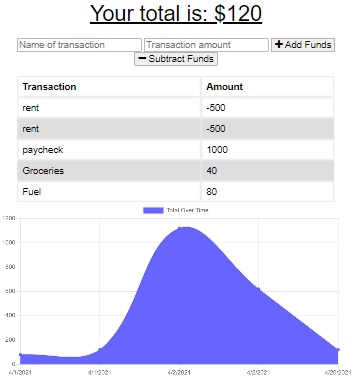 Your total is: $120
Name of transaction Transaction amount + Add Funds
− Subtract Funds
Transaction Amount
rent -500
rent -500
paycheck 1000
Groceries 40
Fuel 80
Total Over Time
1200
1000
800
600
400
200
0
4/1/2021 4/1/2021 4/2/2021 4/2/2021 4/20/2021